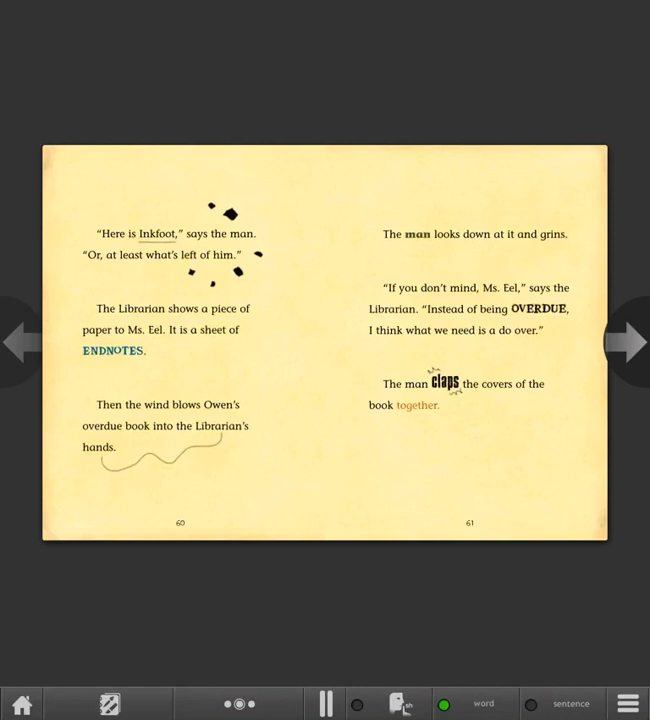 “Here is Inkfoot,” says the man.
“Or, at least what’s left of him.”
The Librarian shows a piece of
paper to Ms. Eel. It is a sheet of
ENDNOTES.
Then the wind blows Owen’s
overdue book into the Librarian’s
hands.
60
The man looks down at it and grins.
“If you don’t mind, Ms. Eel,” says the
Librarian. “Instead of being OVERDUE,
I think what we need is a do over.”
The man claps the covers of the
book together.
61
sh
word
sentence